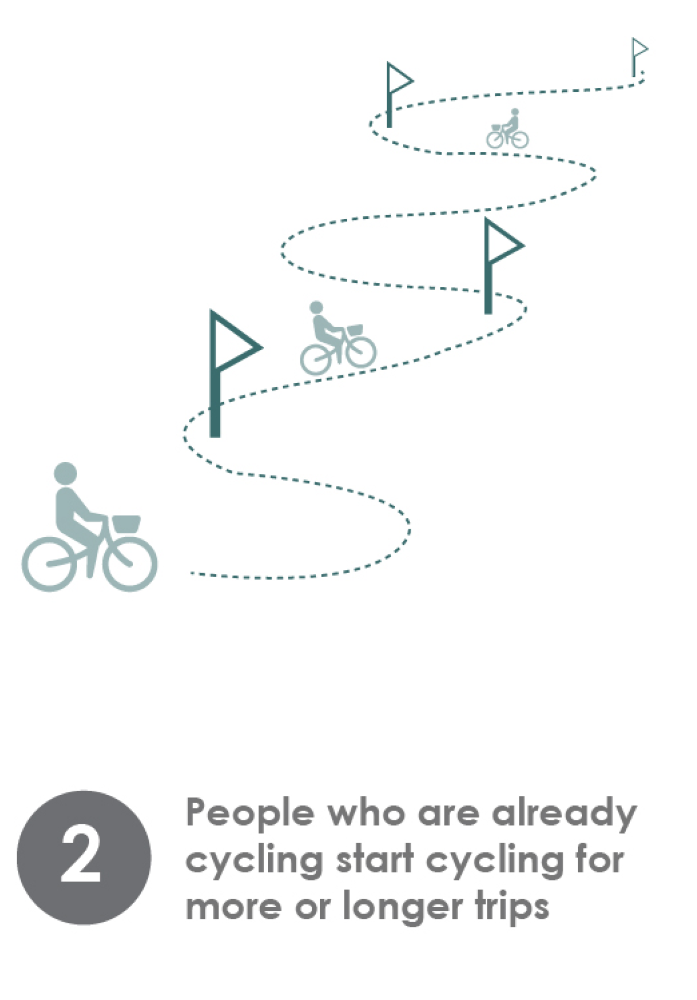 2
People who are already
cycling start cycling for
more or longer trips